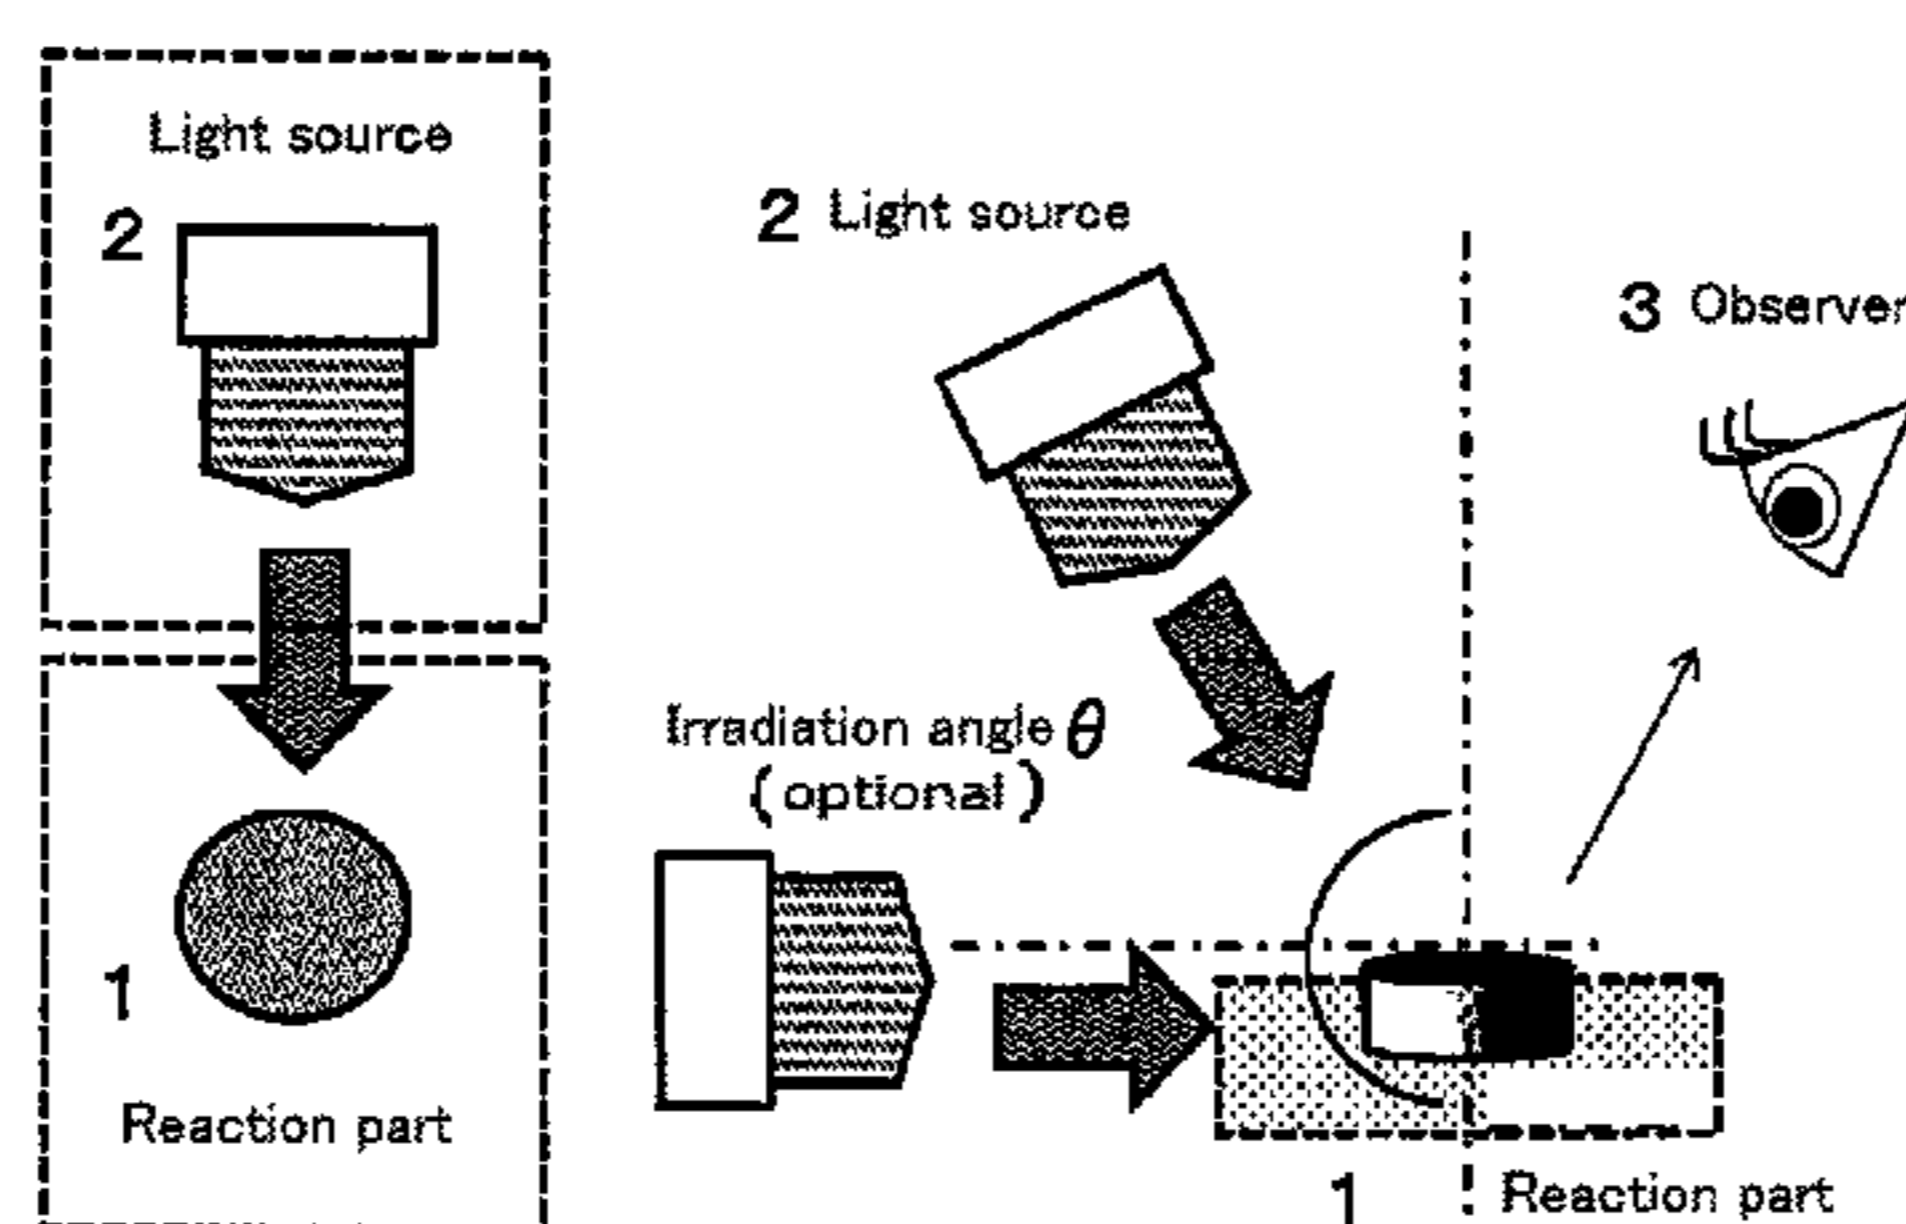 Light source
2
1
Reaction part
2 Light source
3 Observer
Irradiation angle θ
(optional)
1
Reaction part